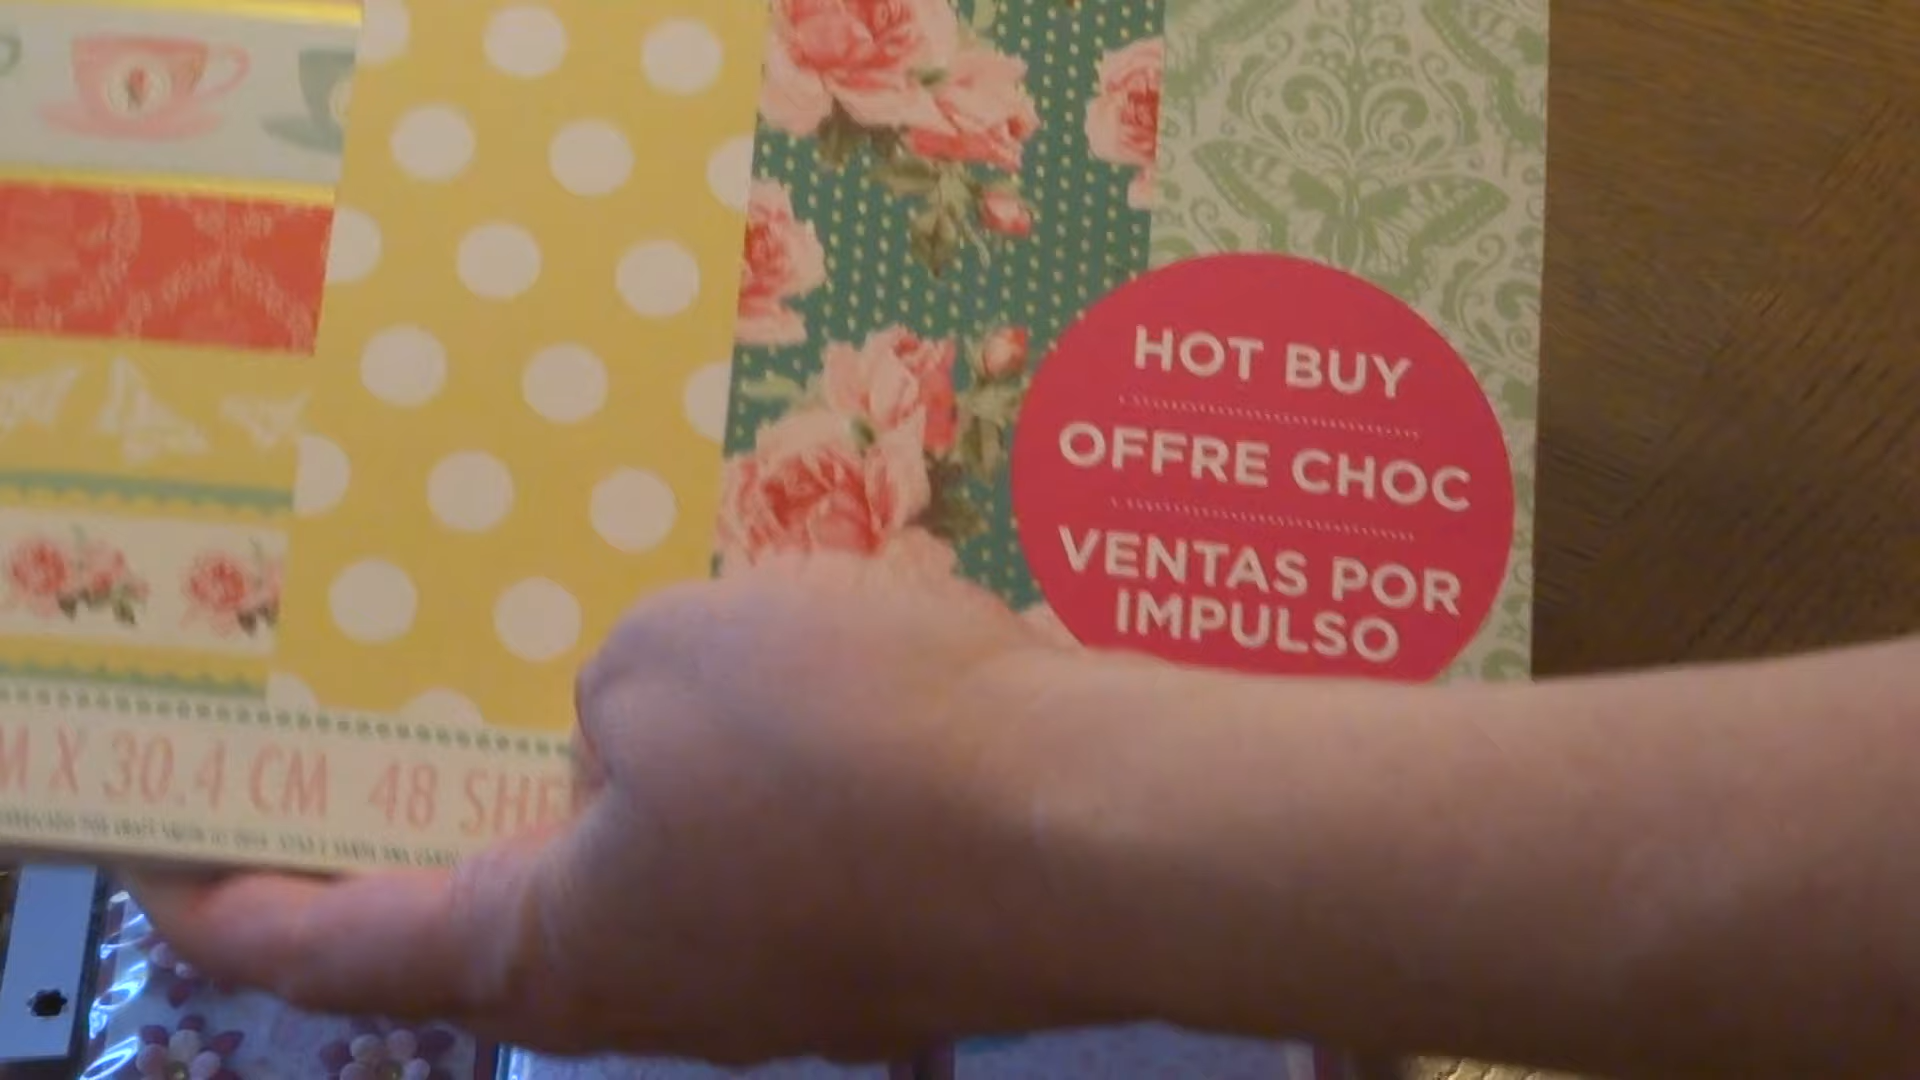 HOT BUY
OFFRE CHOC
VENTAS POR
IMPULSO
M X 30.4 CM 48 SHE